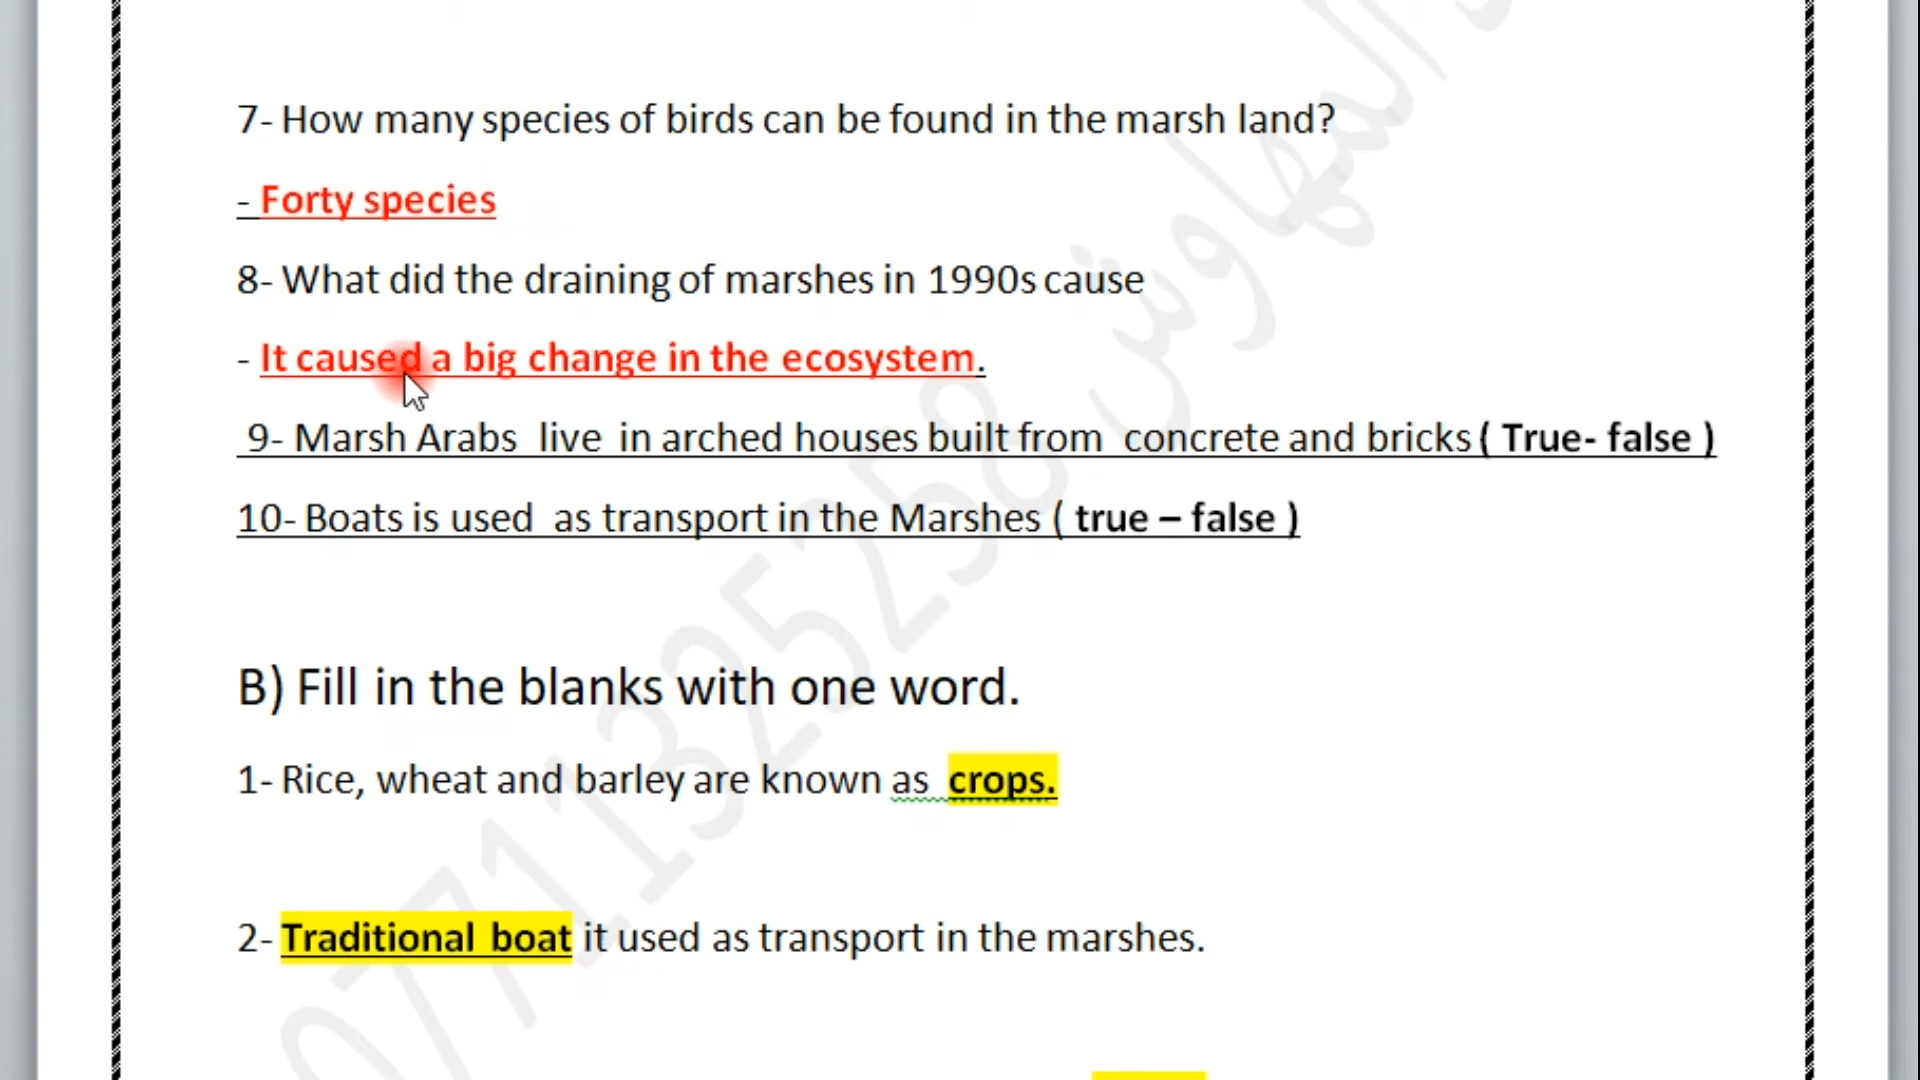 7- How many species of birds can be found in the marsh land?
- Forty species
8- What did the draining of marshes in 1990s cause
- It caused a big change in the ecosystem.
9- Marsh Arabs live in arched houses built from concrete and bricks ( True- false )
10- Boats is used as transport in the Marshes ( true – false )
B) Fill in the blanks with one word.
1- Rice, wheat and barley are known as crops.
2- Traditional boat it used as transport in the marshes.